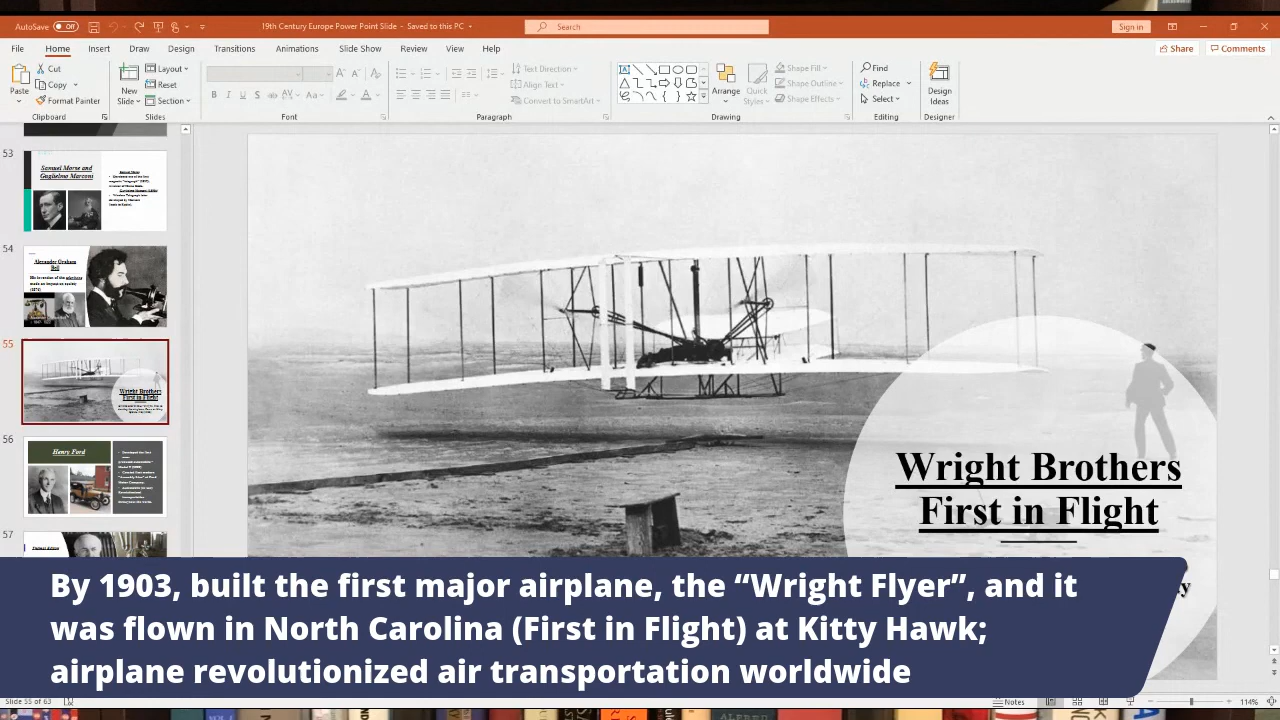 AutoSave Off
19th Century Europe Power Point Slide - Saved to this PC
Search
Sign in
File Home Insert Draw Design Transitions Animations Slide Show Review View Help
Share Comments
Paste
Cut
Copy
Format Painter
Clipboard
New Slide
Layout
Reset
Section
Slides
B I U S ab AV Aa A
Font
Text Direction
Align Text
Convert to SmartArt
Paragraph
Arrange
Quick Styles
Shape Fill
Shape Outline
Shape Effects
Drawing
Find
Replace
Select
Editing
Design Ideas
Designer
53
Samuel Morse and
Guglielmo Marconi
54
Alexander Graham
Bell
55
Wright Brothers
First in Flight
56
Henry Ford
57
Wright Brothers
First in Flight
By 1903, built the first major airplane, the “Wright Flyer”, and it
was flown in North Carolina (First in Flight) at Kitty Hawk;
airplane revolutionized air transportation worldwide
Slide 55 of 63
Notes
114%